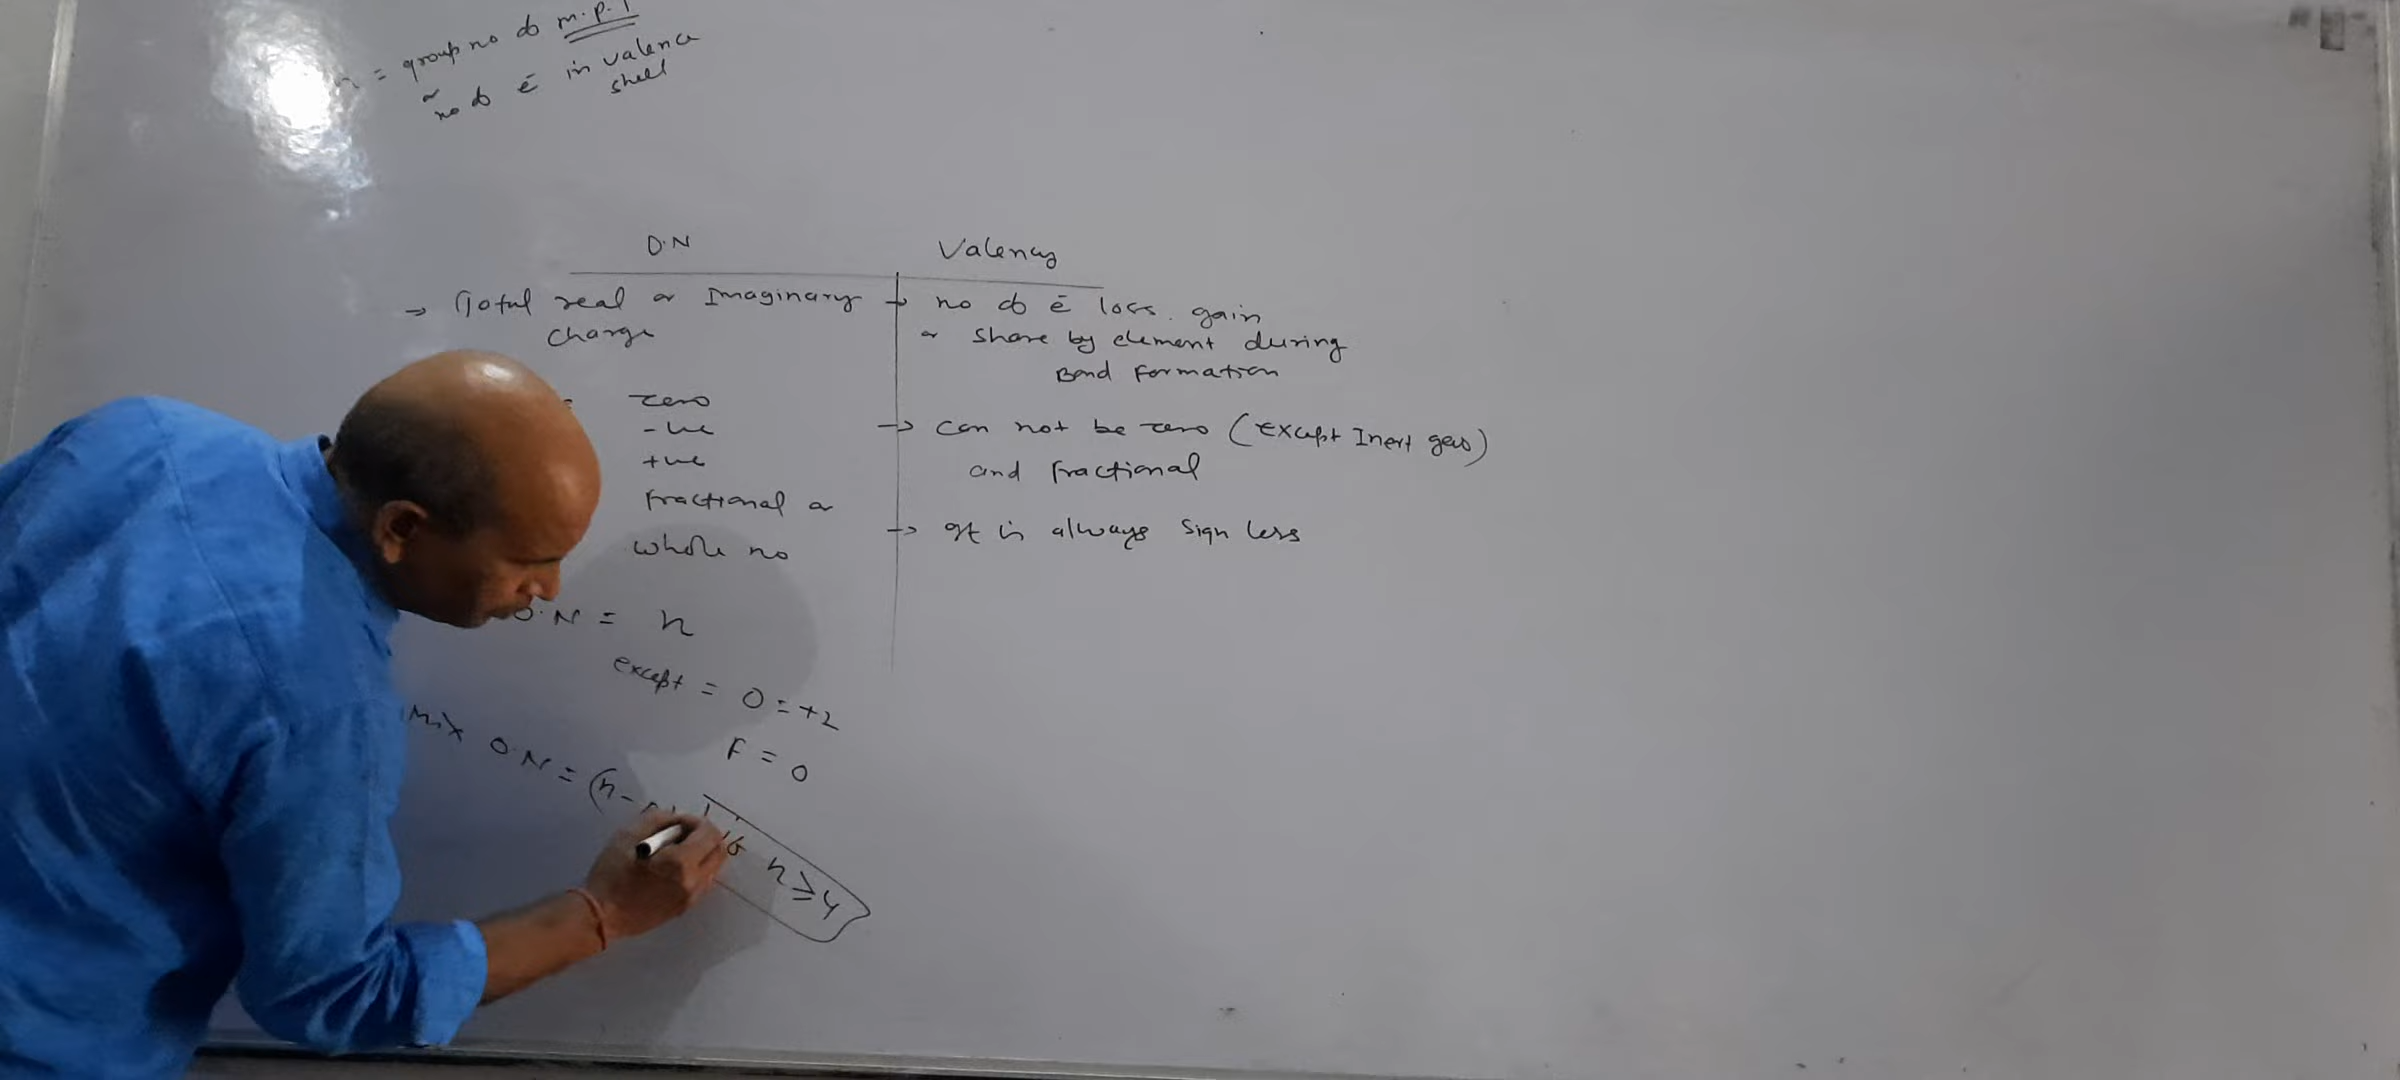 n = group no of m.p.T
or no of ē in valence
shell
O.N
Valency
→ Total real or Imaginary
charge
zero
-ve
+ve
fractional or
whole no
O.N = n
except = O = +2
F = 0
O.N = (n-
if n ≥ 4
→ no of ē loss. gain
or share by element during
Bond Formation
→ can not be zero (except Inert gas)
and fractional
→ It is always sign less